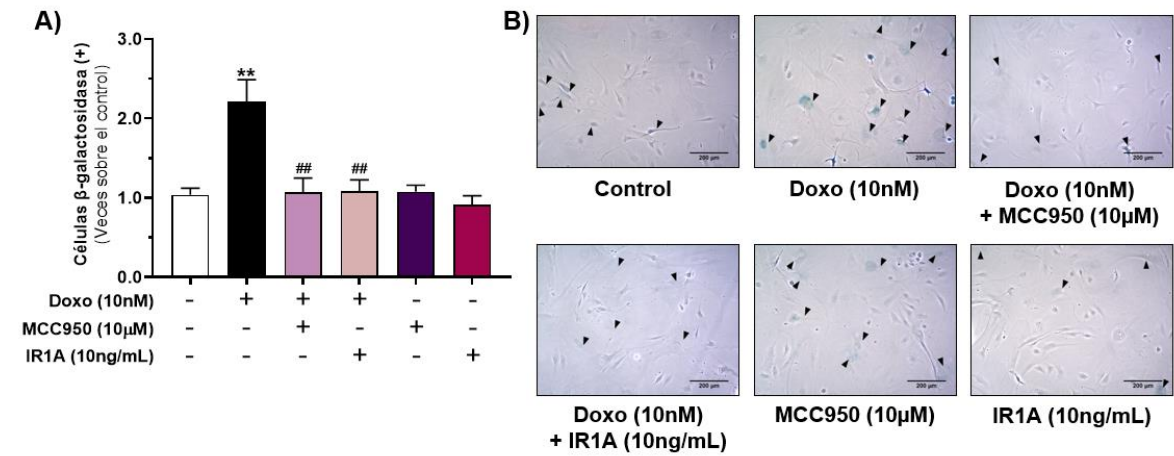 A)
Células β-galactosidasa (+)
(Veces sobre el control)
3.0
2.0
1.0
0.0
**
##
##
Doxo (10nM) - + + + - -
MCC950 (10µM) - - + - + -
IR1A (10ng/mL) - - - + - +
B)
200 µm
200 µm
200 µm
Control
Doxo (10nM)
Doxo (10nM)
+ MCC950 (10µM)
200 µm
200 µm
200 µm
Doxo (10nM)
+ IR1A (10ng/mL)
MCC950 (10µM)
IR1A (10ng/mL)